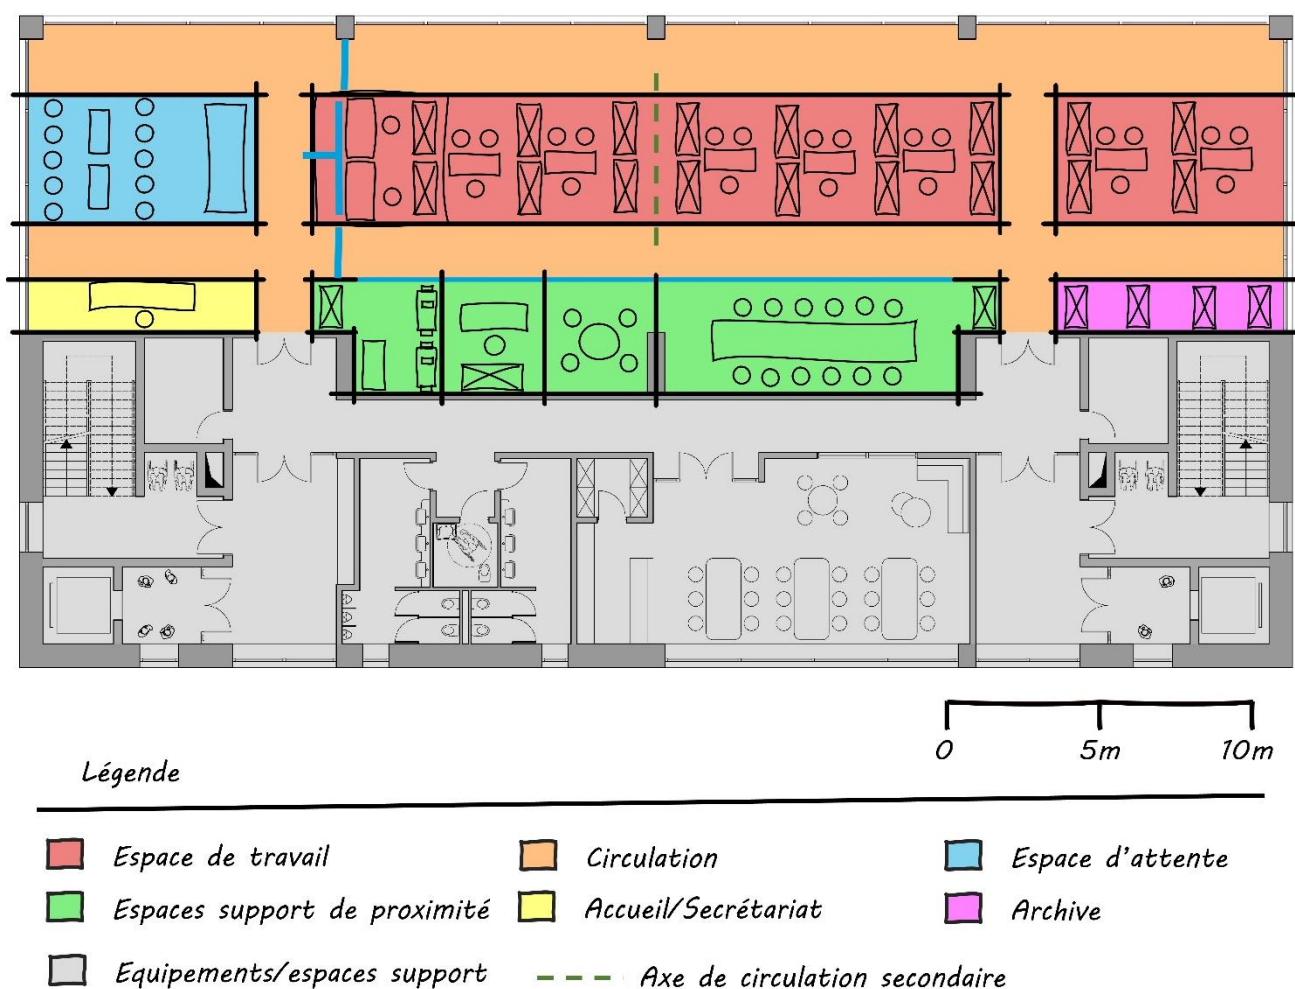 0 5m 10m
Légende
Espace de travail Circulation Espace d'attente
Espaces support de proximité Accueil/Secrétariat Archive
Equipements/espaces support Axe de circulation secondaire